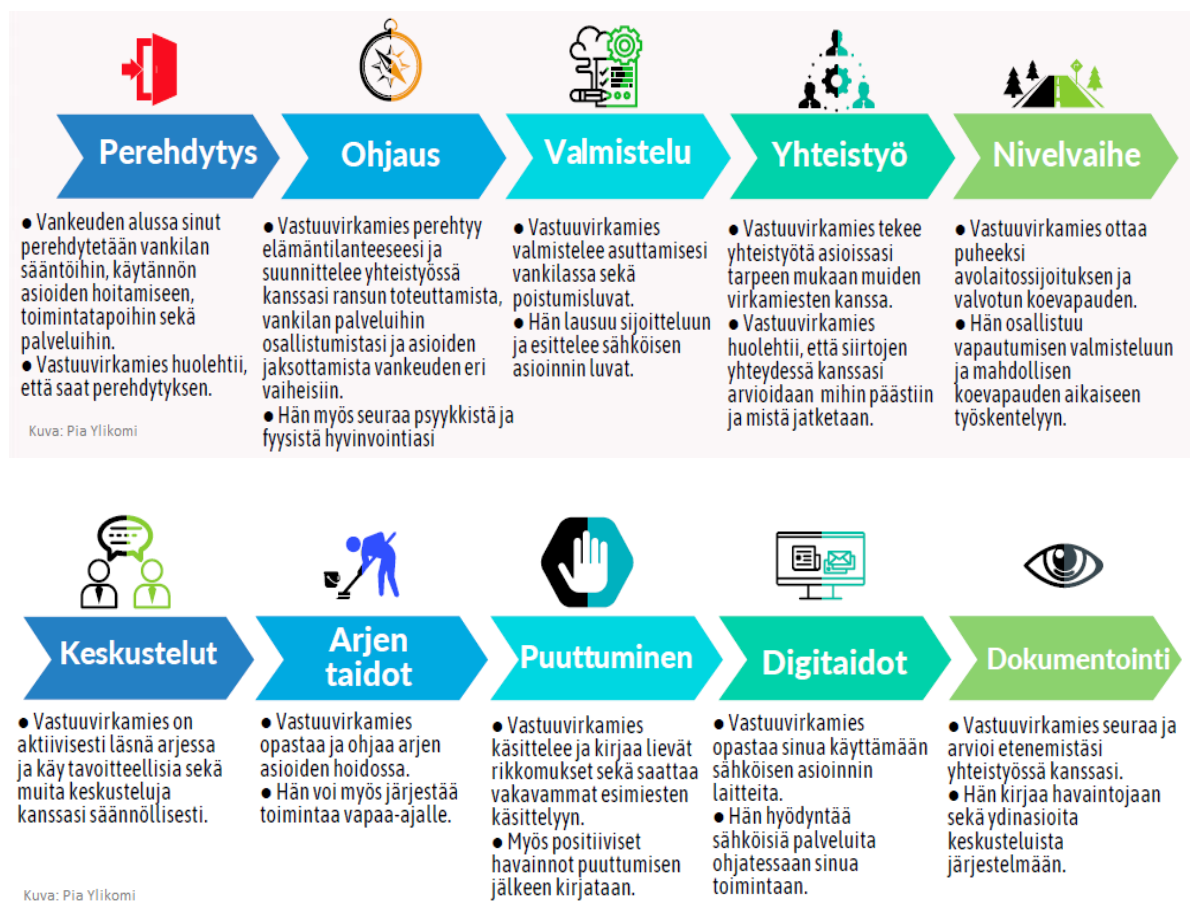 Perehdytys
Ohjaus
Valmistelu
Yhteistyö
Nivelvaihe
● Vankeuden alussa sinut
perehdytetään vankilan
sääntöihin, käytännön
asioiden hoitamiseen,
toimintatapoihin sekä
palveluihin.
● Vastuuvirkamies huolehtii,
että saat perehdytyksen.
● Vastuuvirkamies perehtyy
elämäntilanteeseesi ja
suunnittelee yhteistyössä
kanssasi ransun toteuttamista,
vankilan palveluihin
osallistumistasi ja asioiden
jaksottamista vankeuden eri
vaiheisiin.
● Hän myös seuraa psyykkistä ja
fyysistä hyvinvointiasi
● Vastuuvirkamies
valmistelee asuttamisesi
vankilassa sekä
poistumisluvat.
● Hän lausuu sijoitteluun
ja esittelee sähköisen
asioinnin luvat.
● Vastuuvirkamies tekee
yhteistyötä asioissasi
tarpeen mukaan muiden
virkamiesten kanssa.
● Vastuuvirkamies
huolehtii, että siirtojen
yhteydessä kanssasi
arvioidaan mihin päästiin
ja mistä jatketaan.
● Vastuuvirkamies ottaa
puheeksi
avolaitossijoituksen ja
valvotun koevapauden.
● Hän osallistuu
vapautumisen valmisteluun
ja mahdollisen
koevapauden aikaiseen
työskentelyyn.
Kuva: Pia Ylikomi
Keskustelut
Arjen
taidot
Puuttuminen
Digitaidot
Dokumentointi
● Vastuuvirkamies on
aktiivisesti läsnä arjessa
ja käy tavoitteellisia sekä
muita keskusteluja
kanssasi säännöllisesti.
● Vastuuvirkamies
opastaa ja ohjaa arjen
asioiden hoidossa.
● Hän voi myös järjestää
toimintaa vapaa-ajalle.
● Vastuuvirkamies
käsittelee ja kirjaa lievät
rikkomukset sekä saattaa
vakavammat esimiesten
käsittelyyn.
● Myös positiiviset
havainnot puuttumisen
jälkeen kirjataan.
● Vastuuvirkamies
opastaa sinua käyttämään
sähköisen asioinnin
laitteita.
● Hän hyödyntää
sähköisiä palveluita
ohjatessaan sinua
toimintaan.
● Vastuuvirkamies seuraa ja
arvioi etenemistäsi
yhteistyössä kanssasi.
● Hän kirjaa havaintojaan
sekä ydinasioita
keskusteluista
järjestelmään.
Kuva: Pia Ylikomi